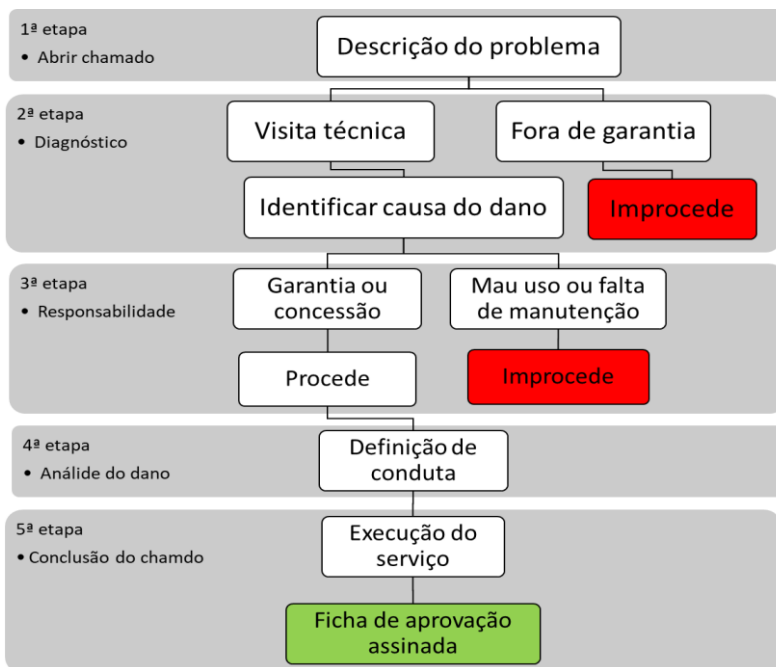 1ª etapa
• Abrir chamado
Descrição do problema
2ª etapa
• Diagnóstico
Visita técnica
Fora de garantia
Identificar causa do dano
Improcede
3ª etapa
• Responsabilidade
Garantia ou
concessão
Mau uso ou falta
de manutenção
Procede
Improcede
4ª etapa
• Análide do dano
Definição de
conduta
5ª etapa
• Conclusão do chamdo
Execução do
serviço
Ficha de aprovação
assinada